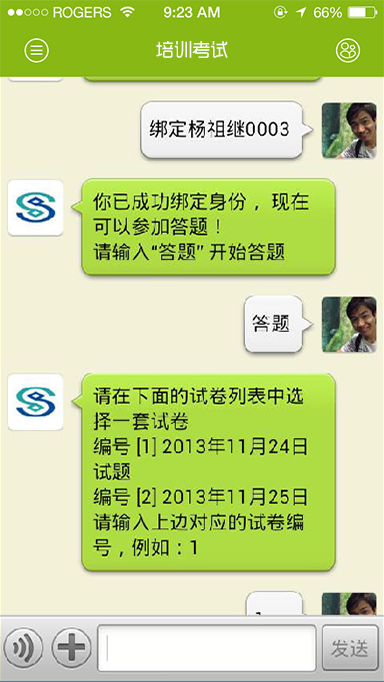 ROGERS 9:23 AM 66%
培训考试
绑定杨祖继0003
你已成功绑定身份，现在
可以参加答题！
请输入“答题” 开始答题
答题
请在下面的试卷列表中选
择一套试卷
编号 [1] 2013年11月24日
试题
编号 [2] 2013年11月25日
请输入上边对应的试卷编
号，例如：1
发送